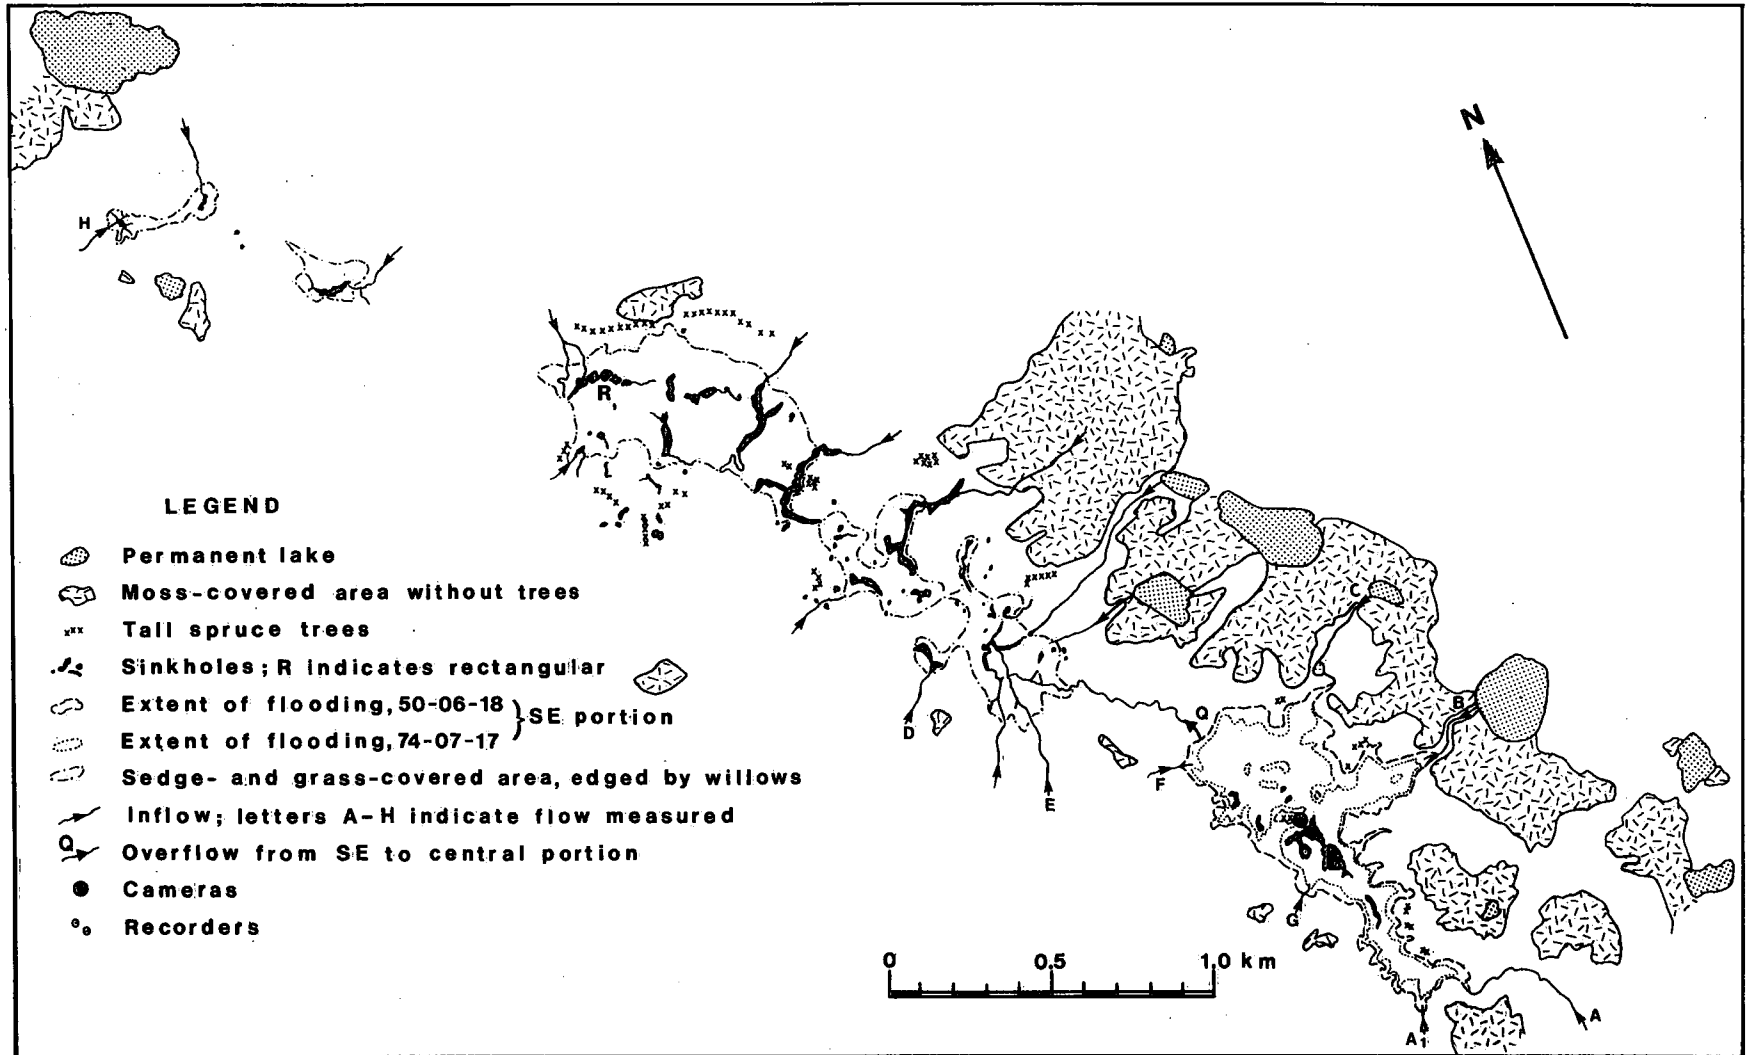 N
H
R
LEGEND
Permanent lake
Moss-covered area without trees
xxx Tall spruce trees
Sinkholes; R indicates rectangular
Extent of flooding, 50-06-18
} SE portion
Extent of flooding, 74-07-17
Sedge- and grass-covered area, edged by willows
Inflow; letters A-H indicate flow measured
Q Overflow from SE to central portion
Cameras
Recorders
C
B
Q
D
F
E
G
0 0.5 1.0 km
A
A1